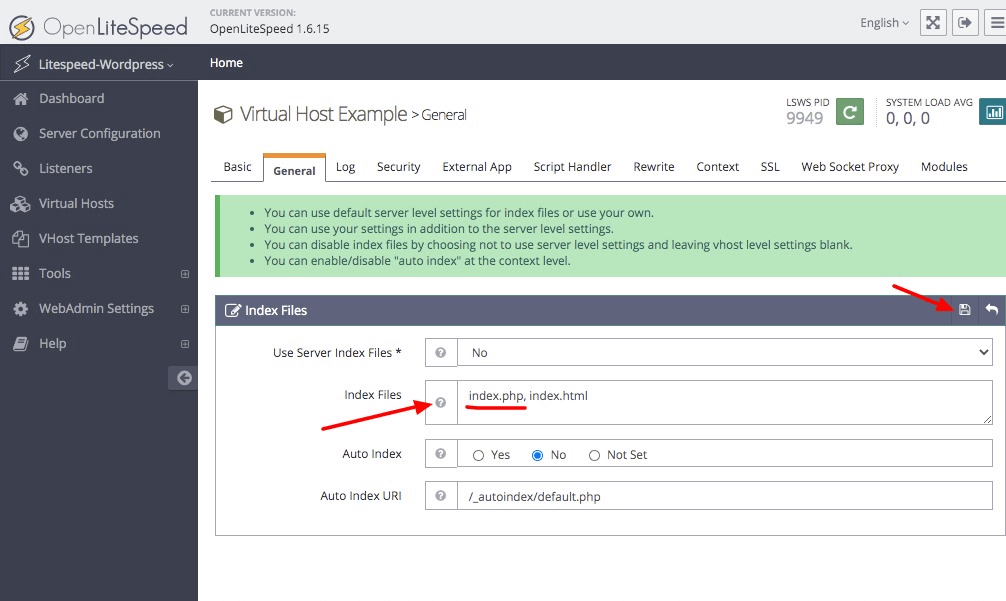 OpenLiteSpeed
CURRENT VERSION:
OpenLiteSpeed 1.6.15
English
Litespeed-Wordpress
Home
Dashboard
Server Configuration
Listeners
Virtual Hosts
VHost Templates
Tools
WebAdmin Settings
Help
Virtual Host Example > General
LSWS PID
9949
SYSTEM LOAD AVG
0, 0, 0
Basic General Log Security External App Script Handler Rewrite Context SSL Web Socket Proxy Modules
You can use default server level settings for index files or use your own.
You can use your settings in addition to the server level settings.
You can disable index files by choosing not to use server level settings and leaving vhost level settings blank.
You can enable/disable "auto index" at the context level.
Index Files
Use Server Index Files * ? No
Index Files ? index.php, index.html
Auto Index ? Yes No Not Set
Auto Index URI ? /_autoindex/default.php